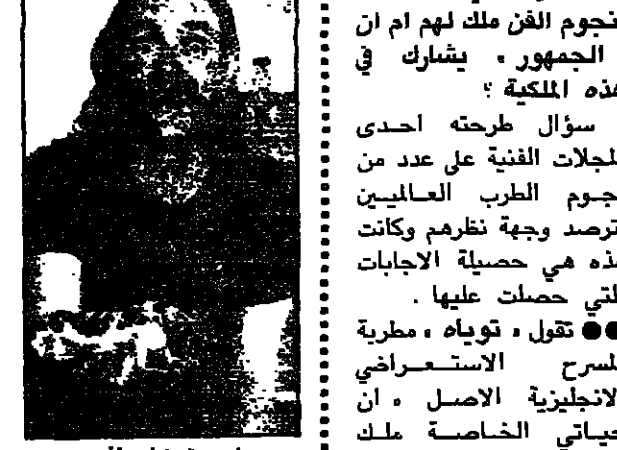 نجوم الفن ملك لهم ام ان
الجمهور، يشارك في
هذه الملكية؟
سؤال طرحته احدى
المجلات الفنية على عدد من
نجوم الطرب العالميين
لترصد وجهة نظرهم وكانت
هذه هي حصيلة الاجابات
التي حصلت عليها.
●● تقول «توياه» مطربة
المسرح الاستعراضي
الانجليزية الاصل «ان
حياتي الخاصة ملك